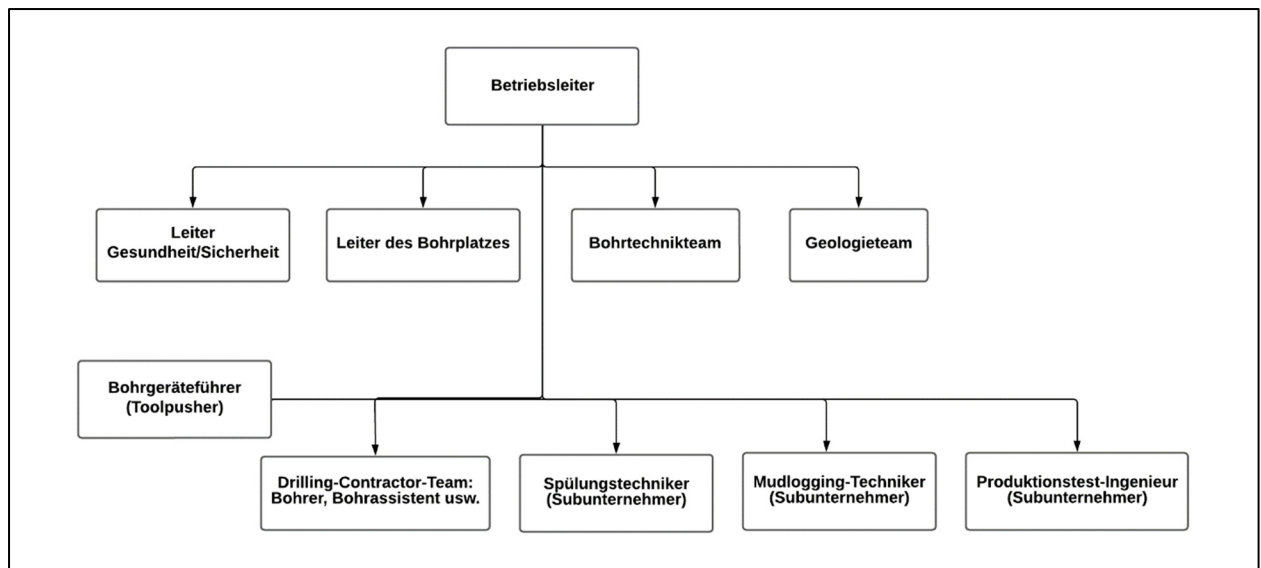 Betriebsleiter
Leiter
Gesundheit/Sicherheit
Leiter des Bohrplatzes
Bohrtechnikteam
Geologieteam
Bohrgeräteführer
(Toolpusher)
Drilling-Contractor-Team:
Bohrer, Bohrassistent usw.
Spülungstechniker
(Subunternehmer)
Mudlogging-Techniker
(Subunternehmer)
Produktionstest-Ingenieur
(Subunternehmer)